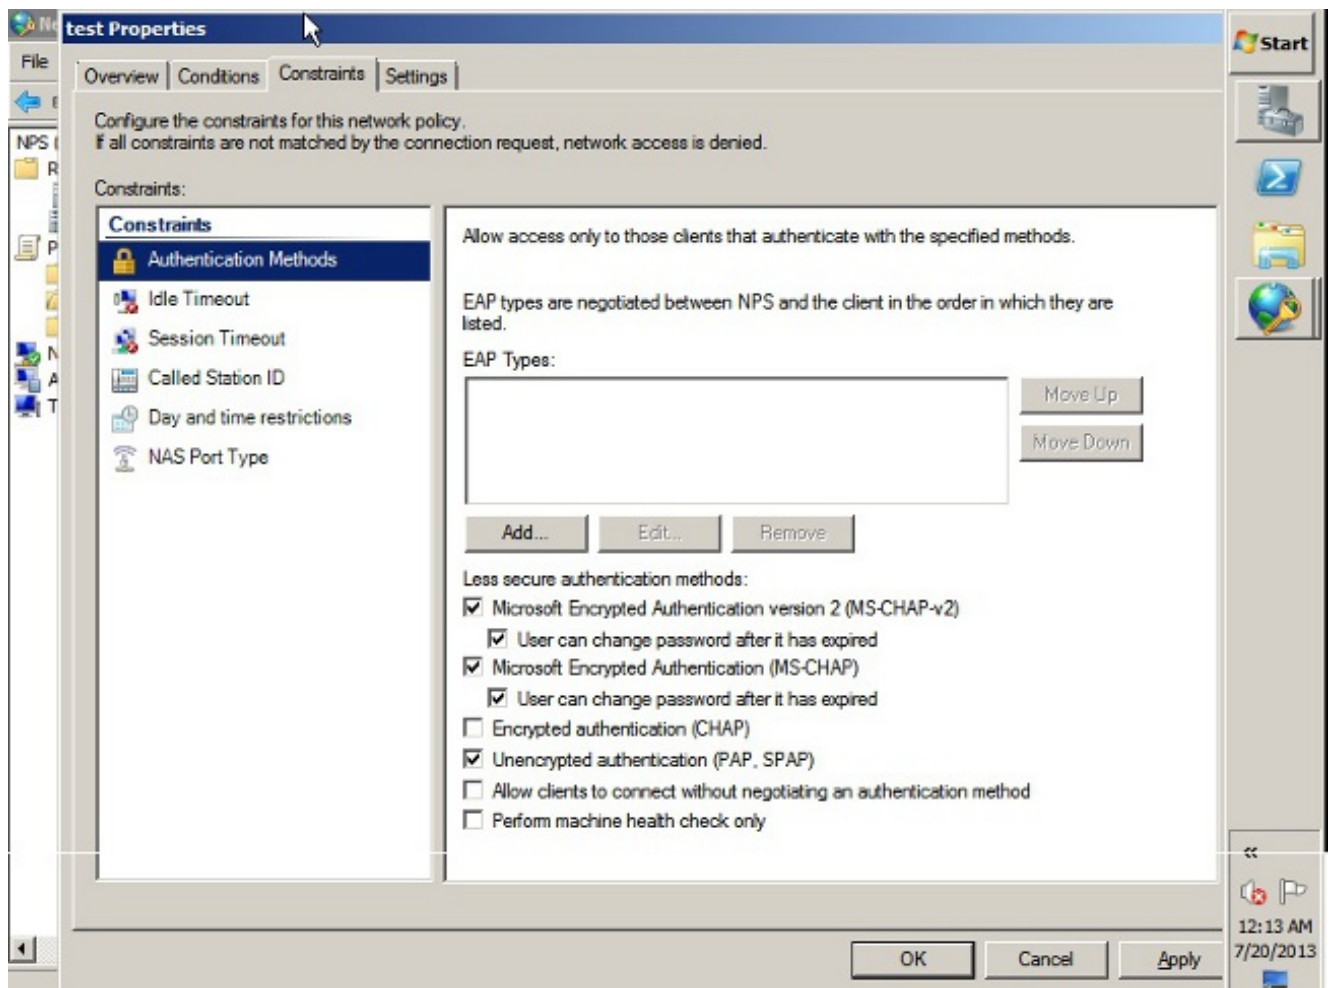 test Properties
Start
File
Overview
Conditions
Constraints
Settings
Configure the constraints for this network policy.
If all constraints are not matched by the connection request, network access is denied.
NPS (
R
P
N
A
T
Constraints:
Constraints
Authentication Methods
Idle Timeout
Session Timeout
Called Station ID
Day and time restrictions
NAS Port Type
Allow access only to those clients that authenticate with the specified methods.
EAP types are negotiated between NPS and the client in the order in which they are
listed.
EAP Types:
Move Up
Move Down
Add...
Edit...
Remove
Less secure authentication methods:
Microsoft Encrypted Authentication version 2 (MS-CHAP-v2)
User can change password after it has expired
Microsoft Encrypted Authentication (MS-CHAP)
User can change password after it has expired
Encrypted authentication (CHAP)
Unencrypted authentication (PAP, SPAP)
Allow clients to connect without negotiating an authentication method
Perform machine health check only
OK
Cancel
Apply
12:13 AM
7/20/2013